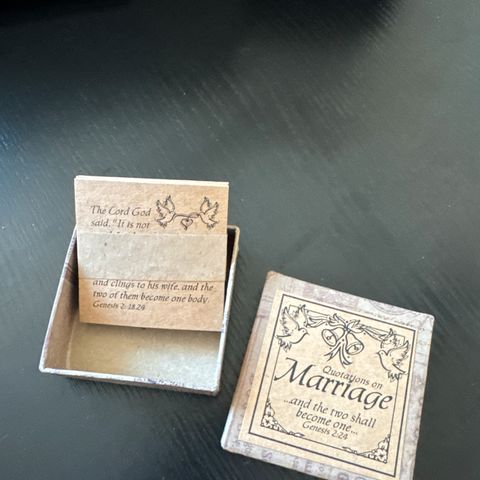 The Lord God
said, "It is not
and clings to his wife, and the
two of them become one body.
Genesis 2: 18.24
Quotations on
Marriage
...and the two shall
become one...
Genesis 2:24